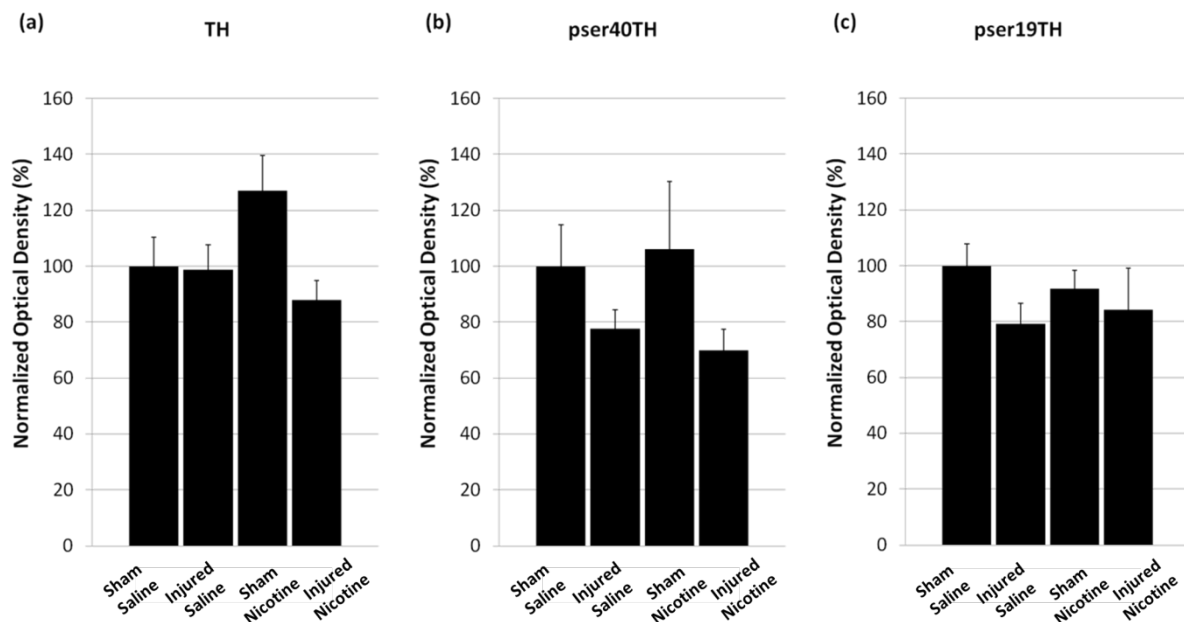 (a)
TH
Normalized Optical Density (%)
160
140
120
100
80
60
40
20
0
Sham
Saline
Injured
Saline
Sham
Nicotine
Injured
Nicotine
(b)
pser40TH
Normalized Optical Density (%)
160
140
120
100
80
60
40
20
0
Sham
Saline
Injured
Saline
Sham
Nicotine
Injured
Nicotine
(c)
pser19TH
Normalized Optical Density (%)
160
140
120
100
80
60
40
20
0
Sham
Saline
Injured
Saline
Sham
Nicotine
Injured
Nicotine